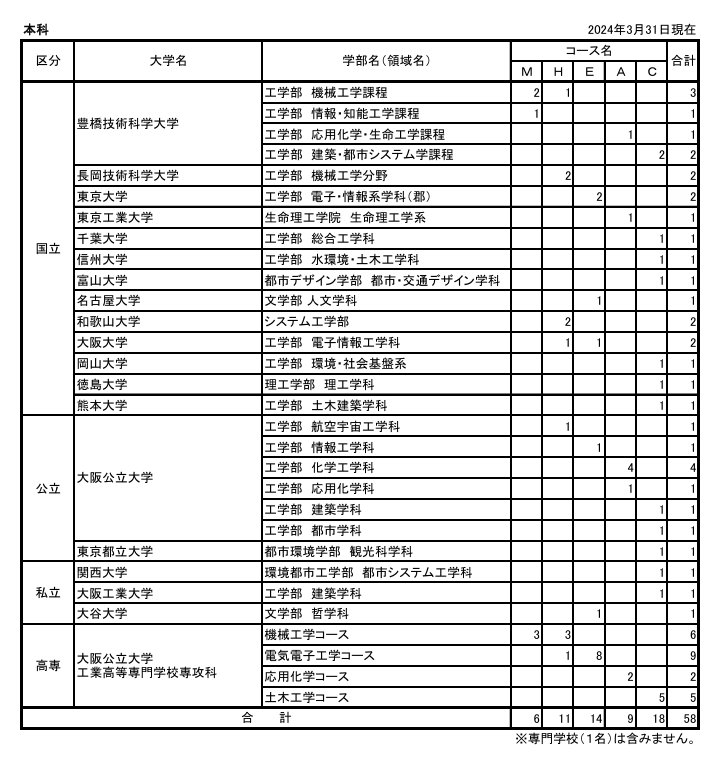 本科 2024年3月31日現在
区分 大学名 学部名(領域名) コース名 合計
M H E A C
国立 豊橋技術科学大学 工学部 機械工学課程 2 1 3
工学部 情報・知能工学課程 1 1
工学部 応用化学・生命工学課程 1 1
工学部 建築・都市システム学課程 2 2
長岡技術科学大学 工学部 機械工学分野 2 2
東京大学 工学部 電子・情報系学科(郡) 2 2
東京工業大学 生命理工学院 生命理工学系 1 1
千葉大学 工学部 総合工学科 1 1
信州大学 工学部 水環境・土木工学科 1 1
富山大学 都市デザイン学部 都市・交通デザイン学科 1 1
名古屋大学 文学部 人文学科 1 1
和歌山大学 システム工学部 2 2
大阪大学 工学部 電子情報工学科 1 1 2
岡山大学 工学部 環境・社会基盤系 1 1
徳島大学 理工学部 理工学科 1 1
熊本大学 工学部 土木建築学科 1 1
公立 大阪公立大学 工学部 航空宇宙工学科 1 1
工学部 情報工学科 1 1
工学部 化学工学科 4 4
工学部 応用化学科 1 1
工学部 建築学科 1 1
工学部 都市学科 1 1
東京都立大学 都市環境学部 観光科学科 1 1
私立 関西大学 環境都市工学部 都市システム工学科 1 1
大阪工業大学 工学部 建築学科 1 1
大谷大学 文学部 哲学科 1 1
高専 大阪公立大学
工業高等専門学校専攻科 機械工学コース 3 3 6
電気電子工学コース 1 8 9
応用化学コース 2 2
土木工学コース 5 5
合 計 6 11 14 9 18 58
※専門学校(1名)は含みません。